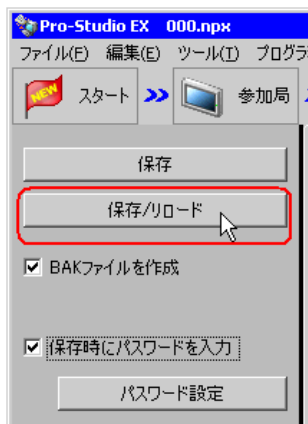 Pro-Studio EX 000.npx
ファイル(F) 編集(E) ツール(T) プログラ
NEW スタート 参加局
保存
保存/リロード
BAKファイルを作成
保存時にパスワードを入力
パスワード設定